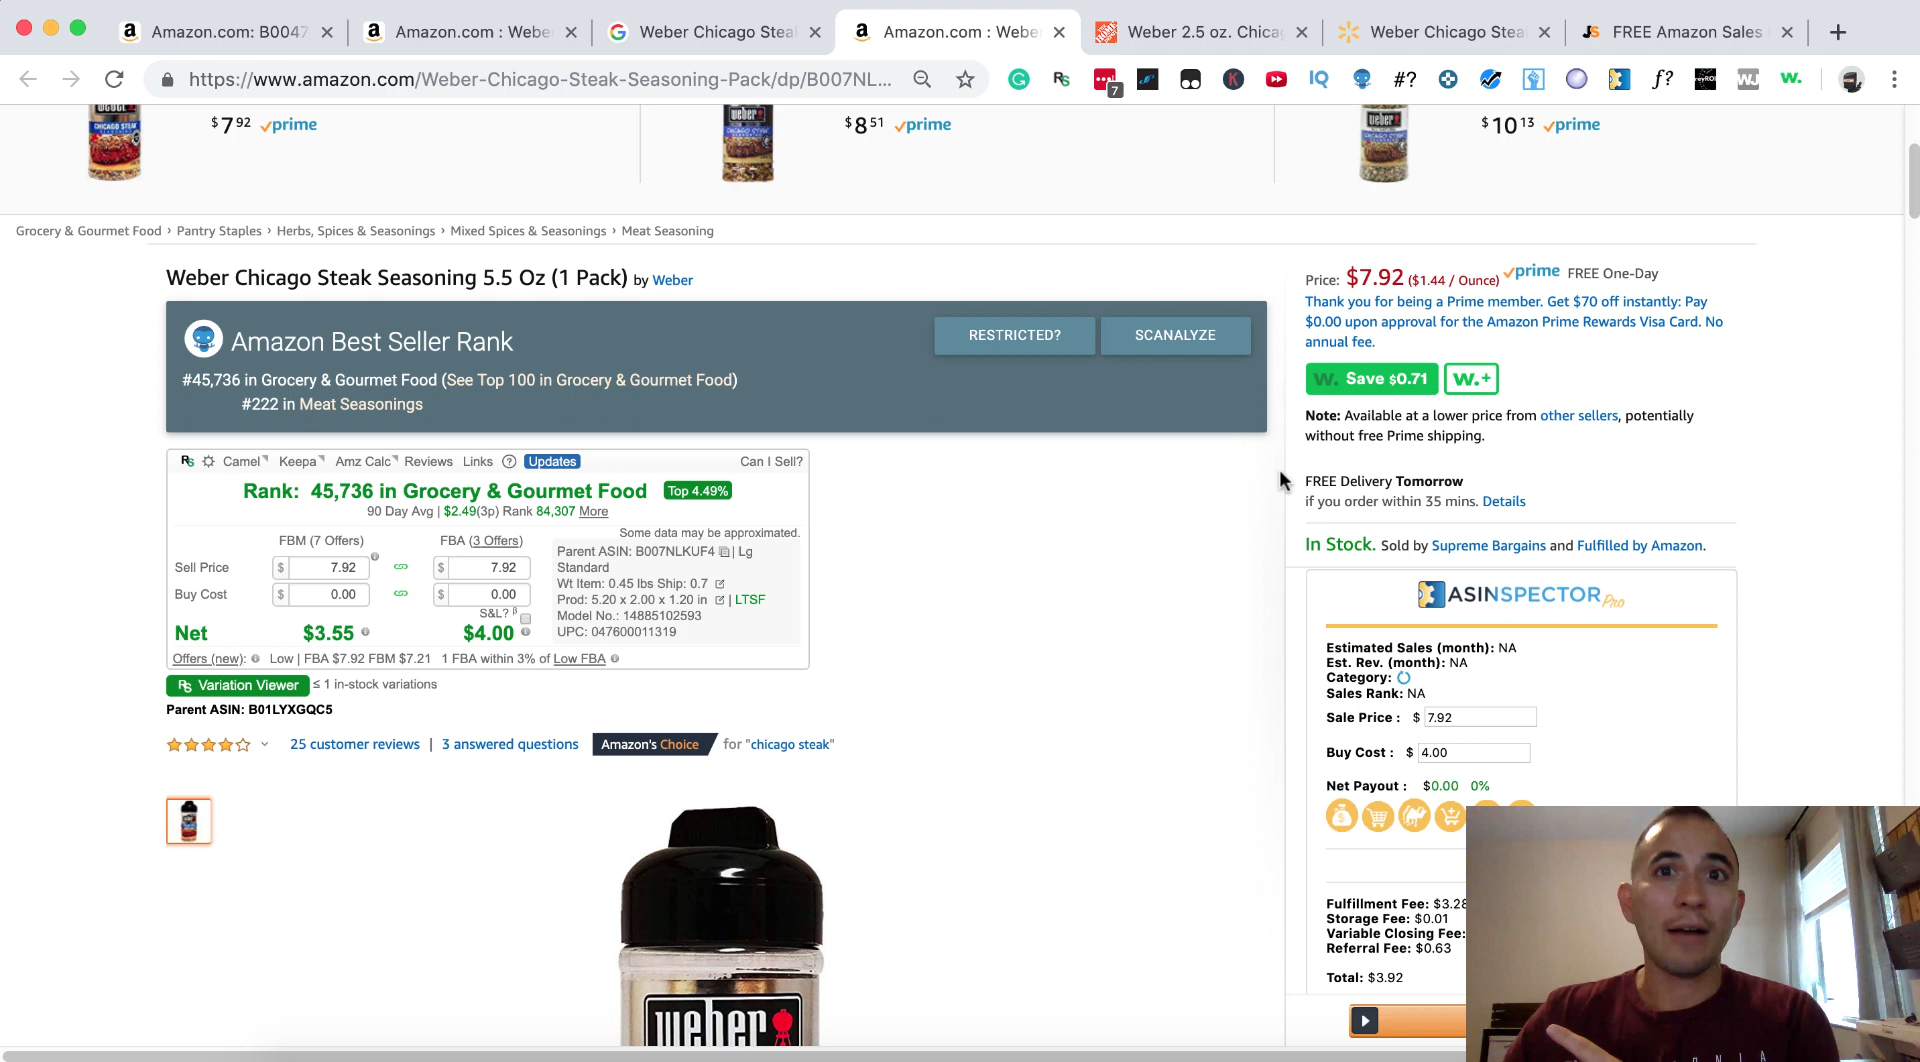 Amazon.com: B0047
Amazon.com : Webe
Weber Chicago Stea
Amazon.com : Webe
Weber 2.5 oz. Chica
Weber Chicago Stea
FREE Amazon Sales
https://www.amazon.com/Weber-Chicago-Steak-Seasoning-Pack/dp/B007NL...
7
IQ
#?
f?
WJ
w.
$7 92 prime
$8 51 prime
$10 13 prime
Grocery & Gourmet Food › Pantry Staples › Herbs, Spices & Seasonings › Mixed Spices & Seasonings › Meat Seasoning
Weber Chicago Steak Seasoning 5.5 Oz (1 Pack) by Weber
Amazon Best Seller Rank
RESTRICTED?
SCANALYZE
#45,736 in Grocery & Gourmet Food (See Top 100 in Grocery & Gourmet Food)
#222 in Meat Seasonings
Rs Camel Keepa Amz Calc Reviews Links ? Updates Can I Sell?
Rank: 45,736 in Grocery & Gourmet Food Top 4.49%
90 Day Avg | $2.49(3p) Rank 84,307 More
Some data may be approximated.
FBM (7 Offers) FBA (3 Offers)
Sell Price $ 7.92 $ 7.92
Buy Cost $ 0.00 $ 0.00
S&L? β
Net $3.55 $4.00
Parent ASIN: B007NLKUF4 | Lg
Standard
Wt Item: 0.45 lbs Ship: 0.7
Prod: 5.20 x 2.00 x 1.20 in | LTSF
Model No.: 14885102593
UPC: 047600011319
Offers (new): Low | FBA $7.92 FBM $7.21 1 FBA within 3% of Low FBA
Rs Variation Viewer ≤ 1 in-stock variations
Parent ASIN: B01LYXGQC5
25 customer reviews | 3 answered questions Amazon's Choice for "chicago steak"
weber
Price: $7.92 ($1.44 / Ounce) prime FREE One-Day
Thank you for being a Prime member. Get $70 off instantly: Pay
$0.00 upon approval for the Amazon Prime Rewards Visa Card. No
annual fee.
w. Save $0.71 w.+
Note: Available at a lower price from other sellers, potentially
without free Prime shipping.
FREE Delivery Tomorrow
if you order within 35 mins. Details
In Stock. Sold by Supreme Bargains and Fulfilled by Amazon.
ASINSPECTOR Pro
Estimated Sales (month): NA
Est. Rev. (month): NA
Category:
Sales Rank: NA
Sale Price : $ 7.92
Buy Cost : $ 4.00
Net Payout : $0.00 0%
Fulfillment Fee: $3.28
Storage Fee: $0.01
Variable Closing Fee:
Referral Fee: $0.63
Total: $3.92